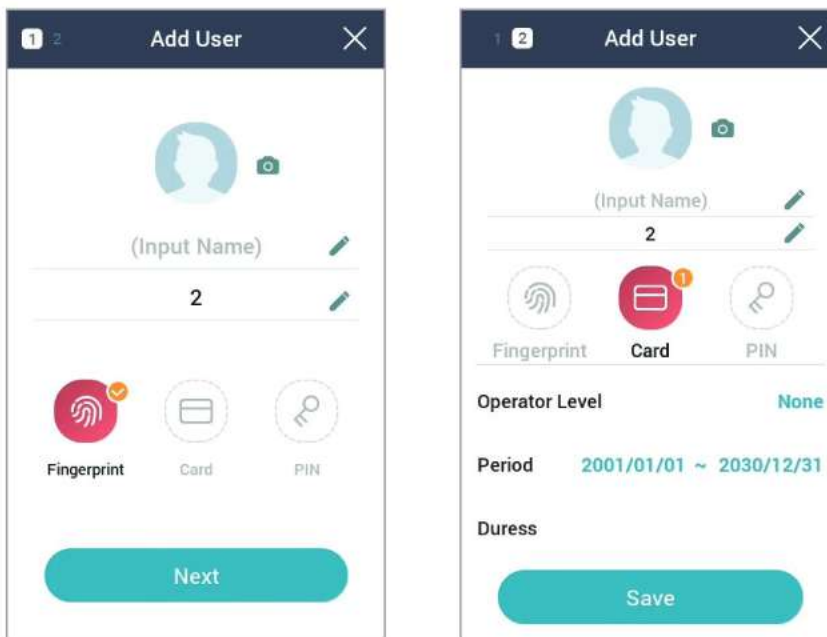 1 2 Add User
(Input Name)
2
Fingerprint Card PIN
Next
1 2 Add User
(Input Name)
2
1
Fingerprint Card PIN
Operator Level None
Period 2001/01/01 ~ 2030/12/31
Duress
Save